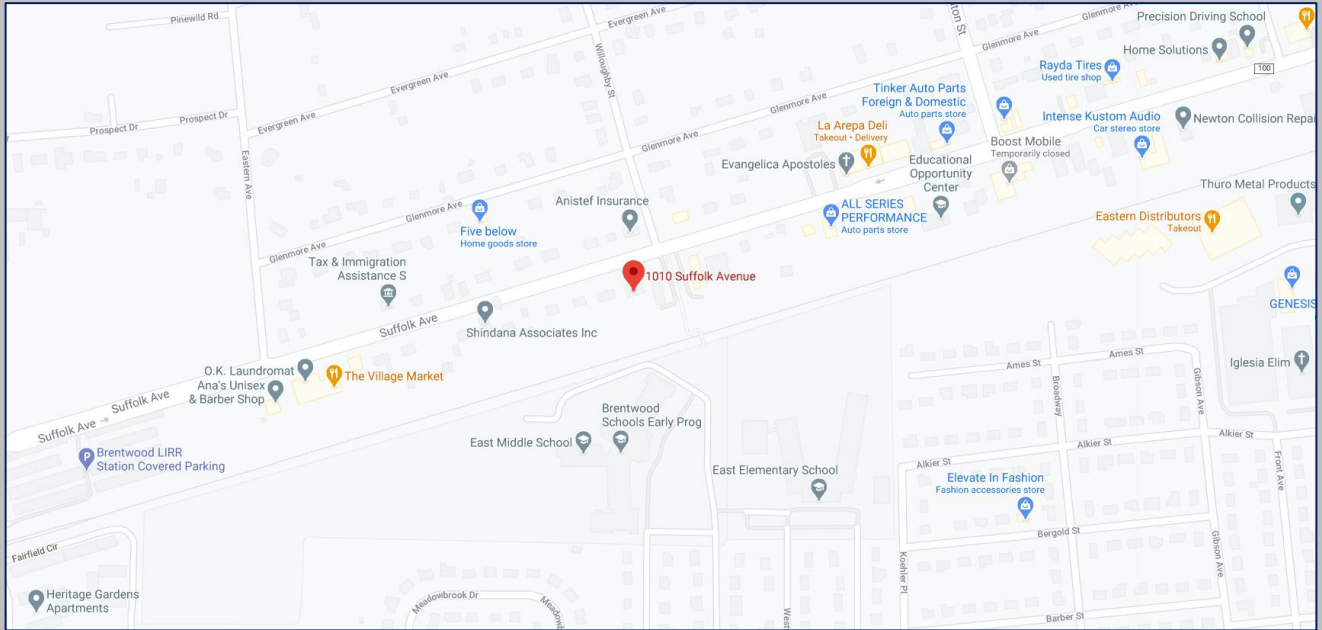 Pinewild Rd
Evergreen Ave
ton St
Glenmore Ave
Precision Driving School
Home Solutions
100
Rayda Tires
Used tire shop
Willoughby St
Glenmore Ave
Evergreen Ave
Tinker Auto Parts
Foreign & Domestic
Auto parts store
Glenmore Ave
Intense Kustom Audio
Car stereo store
Newton Collision Repai
Prospect Dr
Prospect Dr
Evergreen Ave
La Arepa Deli
Takeout • Delivery
Boost Mobile
Temporarily closed
Glenmore Ave
Evangelica Apostoles
Educational
Opportunity
Center
Eastern Ave
Thuro Metal Products
Anistef Insurance
Glenmore Ave
Five below
Home goods store
ALL SERIES
PERFORMANCE
Auto parts store
Eastern Distributors
Takeout
Glenmore Ave
Tax & Immigration
Assistance S
1010 Suffolk Avenue
GENESIS
Suffolk Ave
Shindana Associates Inc
Ames St
Ames St
Iglesia Elim
O.K. Laundromat
Ana's Unisex
& Barber Shop
The Village Market
Broadway
Gibson Ave
Suffolk Ave
Suffolk Ave
Brentwood
Schools Early Prog
East Middle School
Alkier St
Alkier St
Alkier St
Brentwood LIRR
Station Covered Parking
East Elementary School
Front Ave
Elevate In Fashion
Fashion accessories store
Bergold St
Gibson Ave
Fairfield Cir
Koehler Pl
Heritage Gardens
Apartments
Meadowbrook Dr
Meadowb
West
Barber St